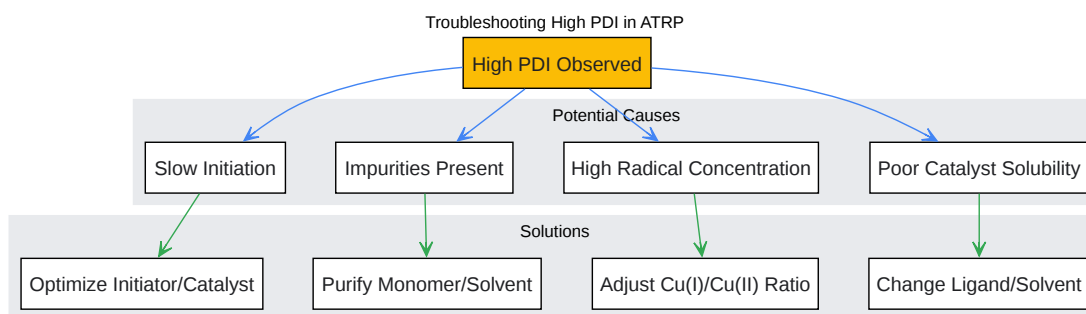 Troubleshooting High PDI in ATRP
High PDI Observed
Potential Causes
Slow Initiation
Impurities Present
High Radical Concentration
Poor Catalyst Solubility
Solutions
Optimize Initiator/Catalyst
Purify Monomer/Solvent
Adjust Cu(I)/Cu(II) Ratio
Change Ligand/Solvent